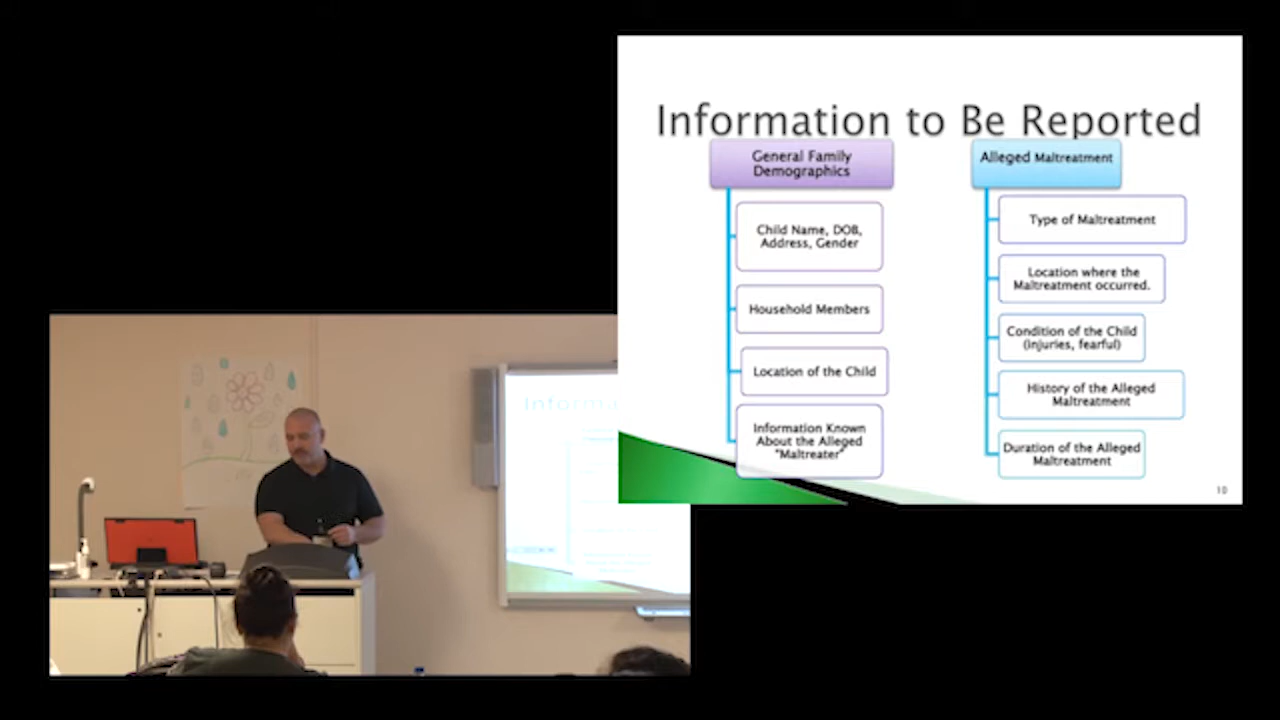 Information to Be Reported
General Family
Demographics
Child Name, DOB,
Address, Gender
Household Members
Location of the Child
Information Known
About the Alleged
"Maltreater"
Alleged Maltreatment
Type of Maltreatment
Location where the
Maltreatment occurred.
Condition of the Child
(injuries, fearful)
History of the Alleged
Maltreatment
Duration of the Alleged
Maltreatment
10
Informa